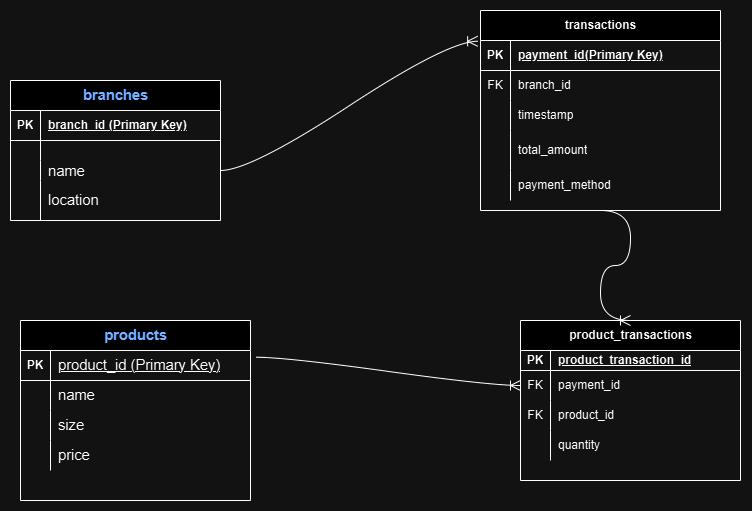 transactions
PK payment_id(Primary Key)
FK branch_id
timestamp
total_amount
payment_method
branches
PK branch_id (Primary Key)
name
location
products
PK product_id (Primary Key)
name
size
price
product_transactions
PK product_transaction_id
FK payment_id
FK product_id
quantity